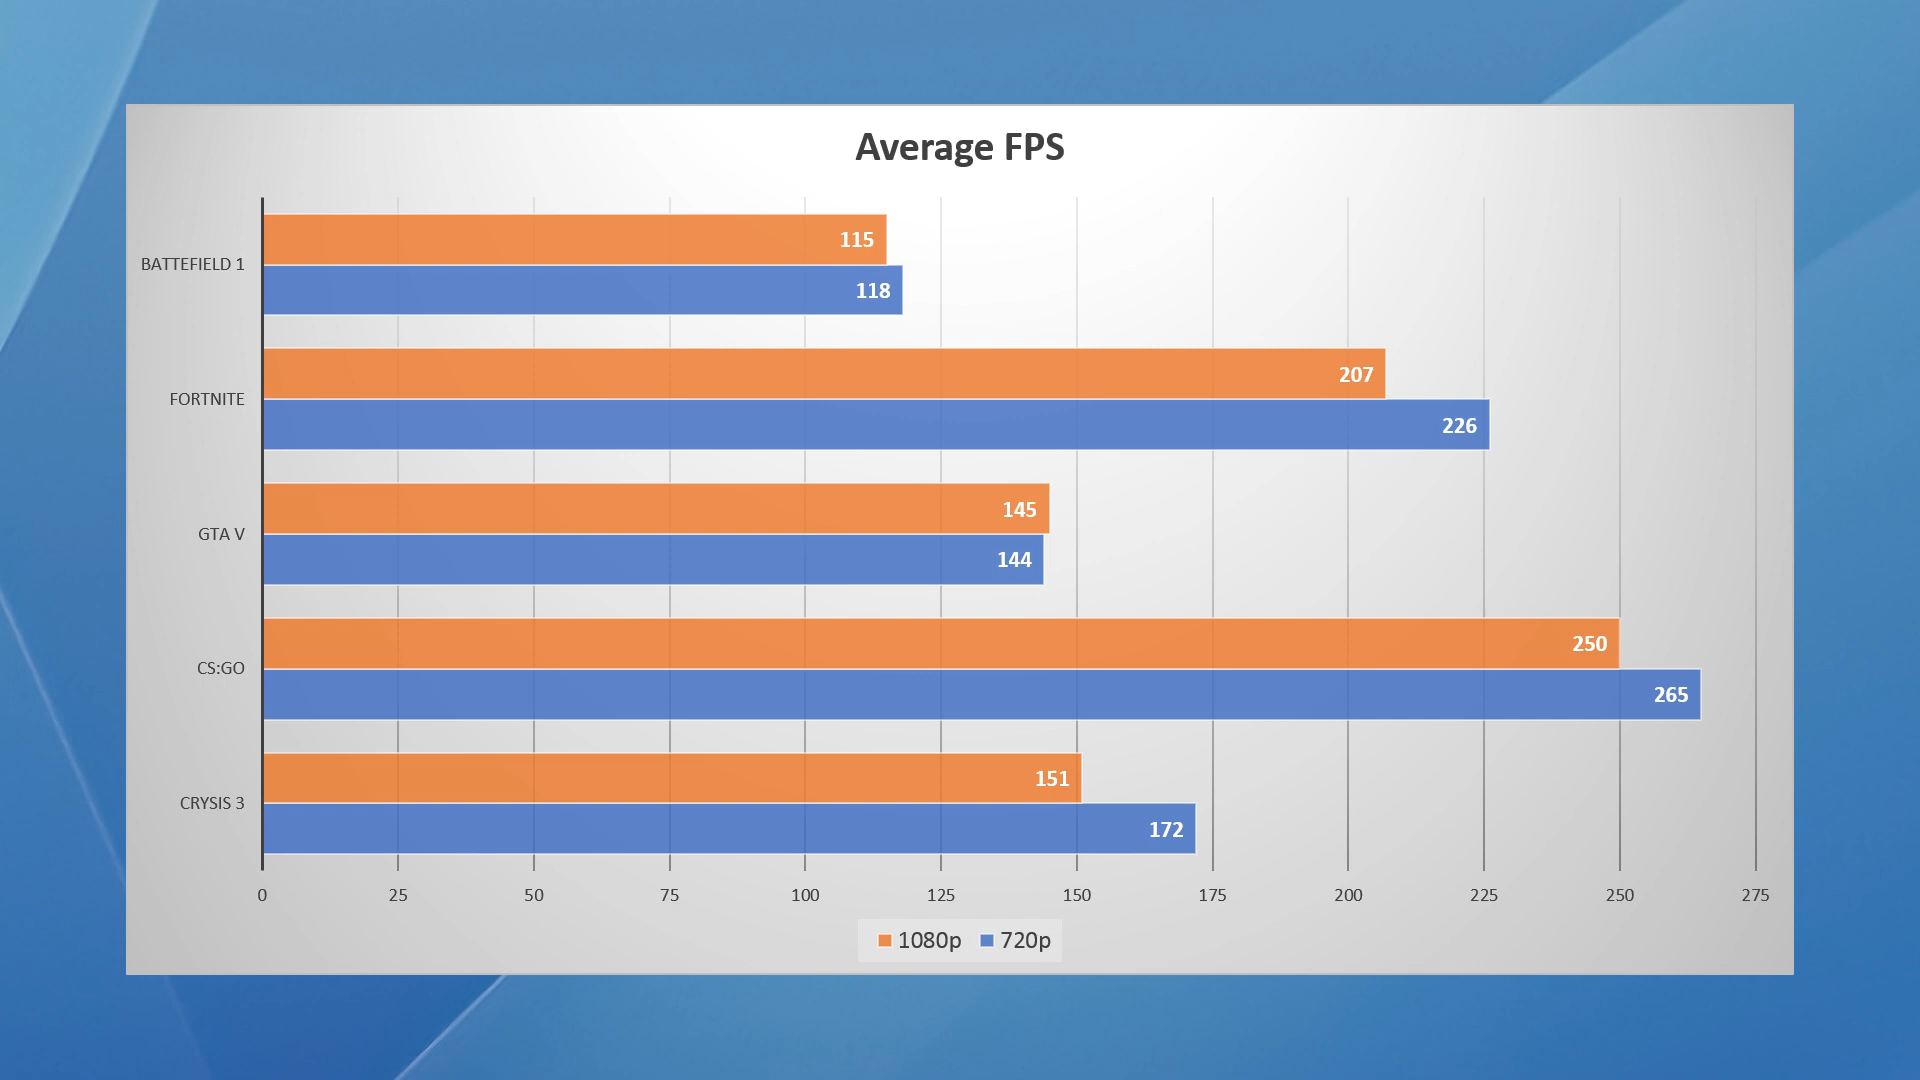 Average FPS
BATTEFIELD 1
115
118
FORTNITE
207
226
GTA V
145
144
CS:GO
250
265
CRYSIS 3
151
172
0 25 50 75 100 125 150 175 200 225 250 275
1080p 720p